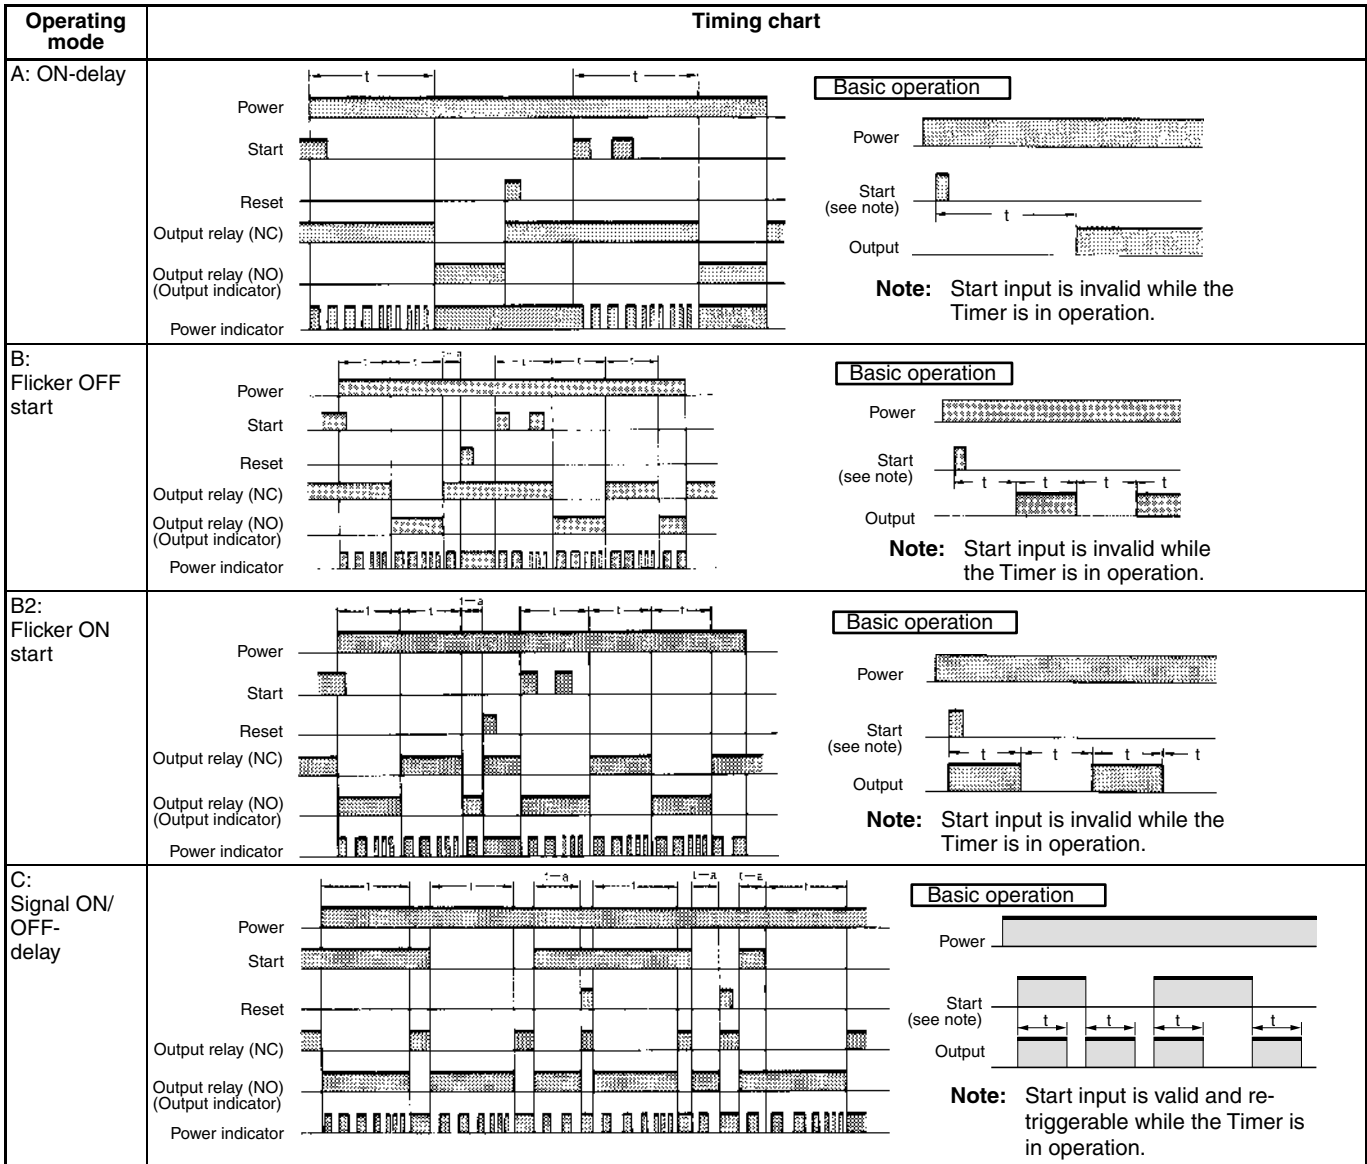 Operating
mode
Timing chart
A: ON-delay
t
t
Power
Start
Reset
Output relay (NC)
Output relay (NO)
(Output indicator)
Power indicator
Basic operation
Power
Start
(see note)
t
Output
Note: Start input is invalid while the
Timer is in operation.
B:
Flicker OFF
start
Power
Start
Reset
Output relay (NC)
Output relay (NO)
(Output indicator)
Power indicator
Basic operation
Power
Start
(see note)
t t t t
Output
Note: Start input is invalid while
the Timer is in operation.
B2:
Flicker ON
start
t t t−a t t t
Power
Start
Reset
Output relay (NC)
Output relay (NO)
(Output indicator)
Power indicator
Basic operation
Power
Start
(see note)
t t t t
Output
Note: Start input is invalid while the
Timer is in operation.
C:
Signal ON/
OFF-
delay
t t t−a t t−a t−a t
Power
Start
Reset
Output relay (NC)
Output relay (NO)
(Output indicator)
Power indicator
Basic operation
Power
Start
(see note)
t t t t
Output
Note: Start input is valid and re-
triggerable while the Timer is
in operation.